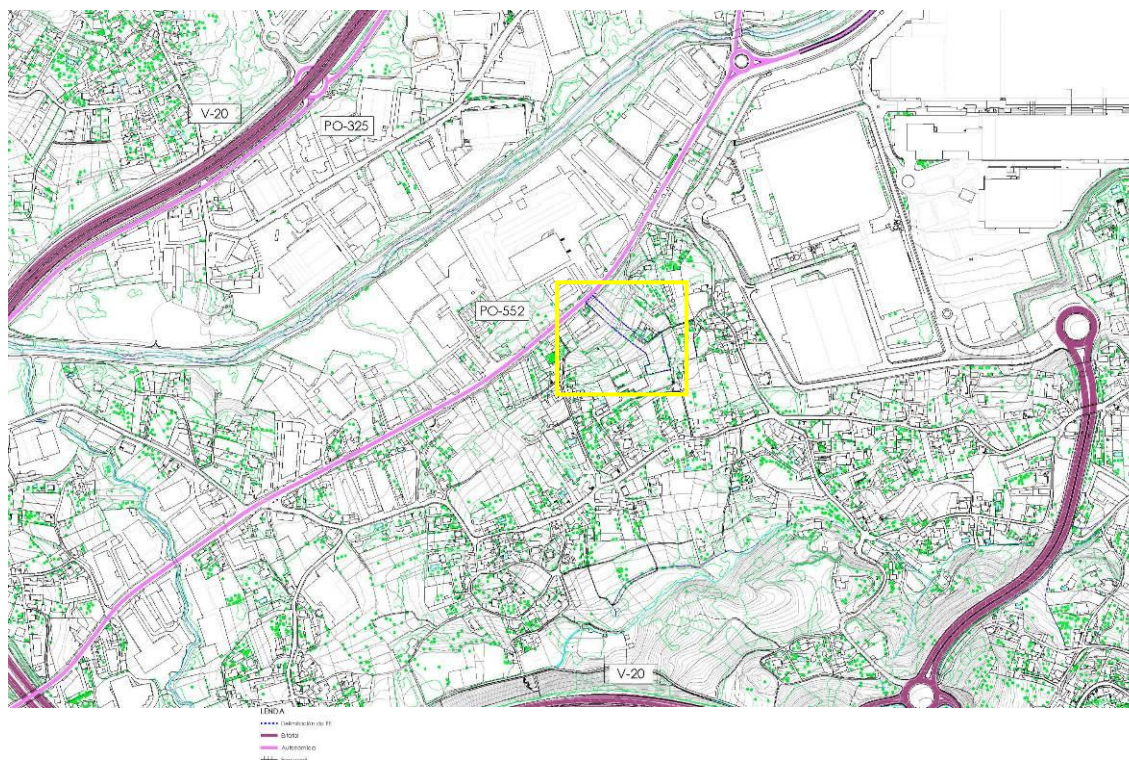 V-20
PO-325
PO-552
V-20
LENDA
Delimitación do PE
Estatal
Autonómica